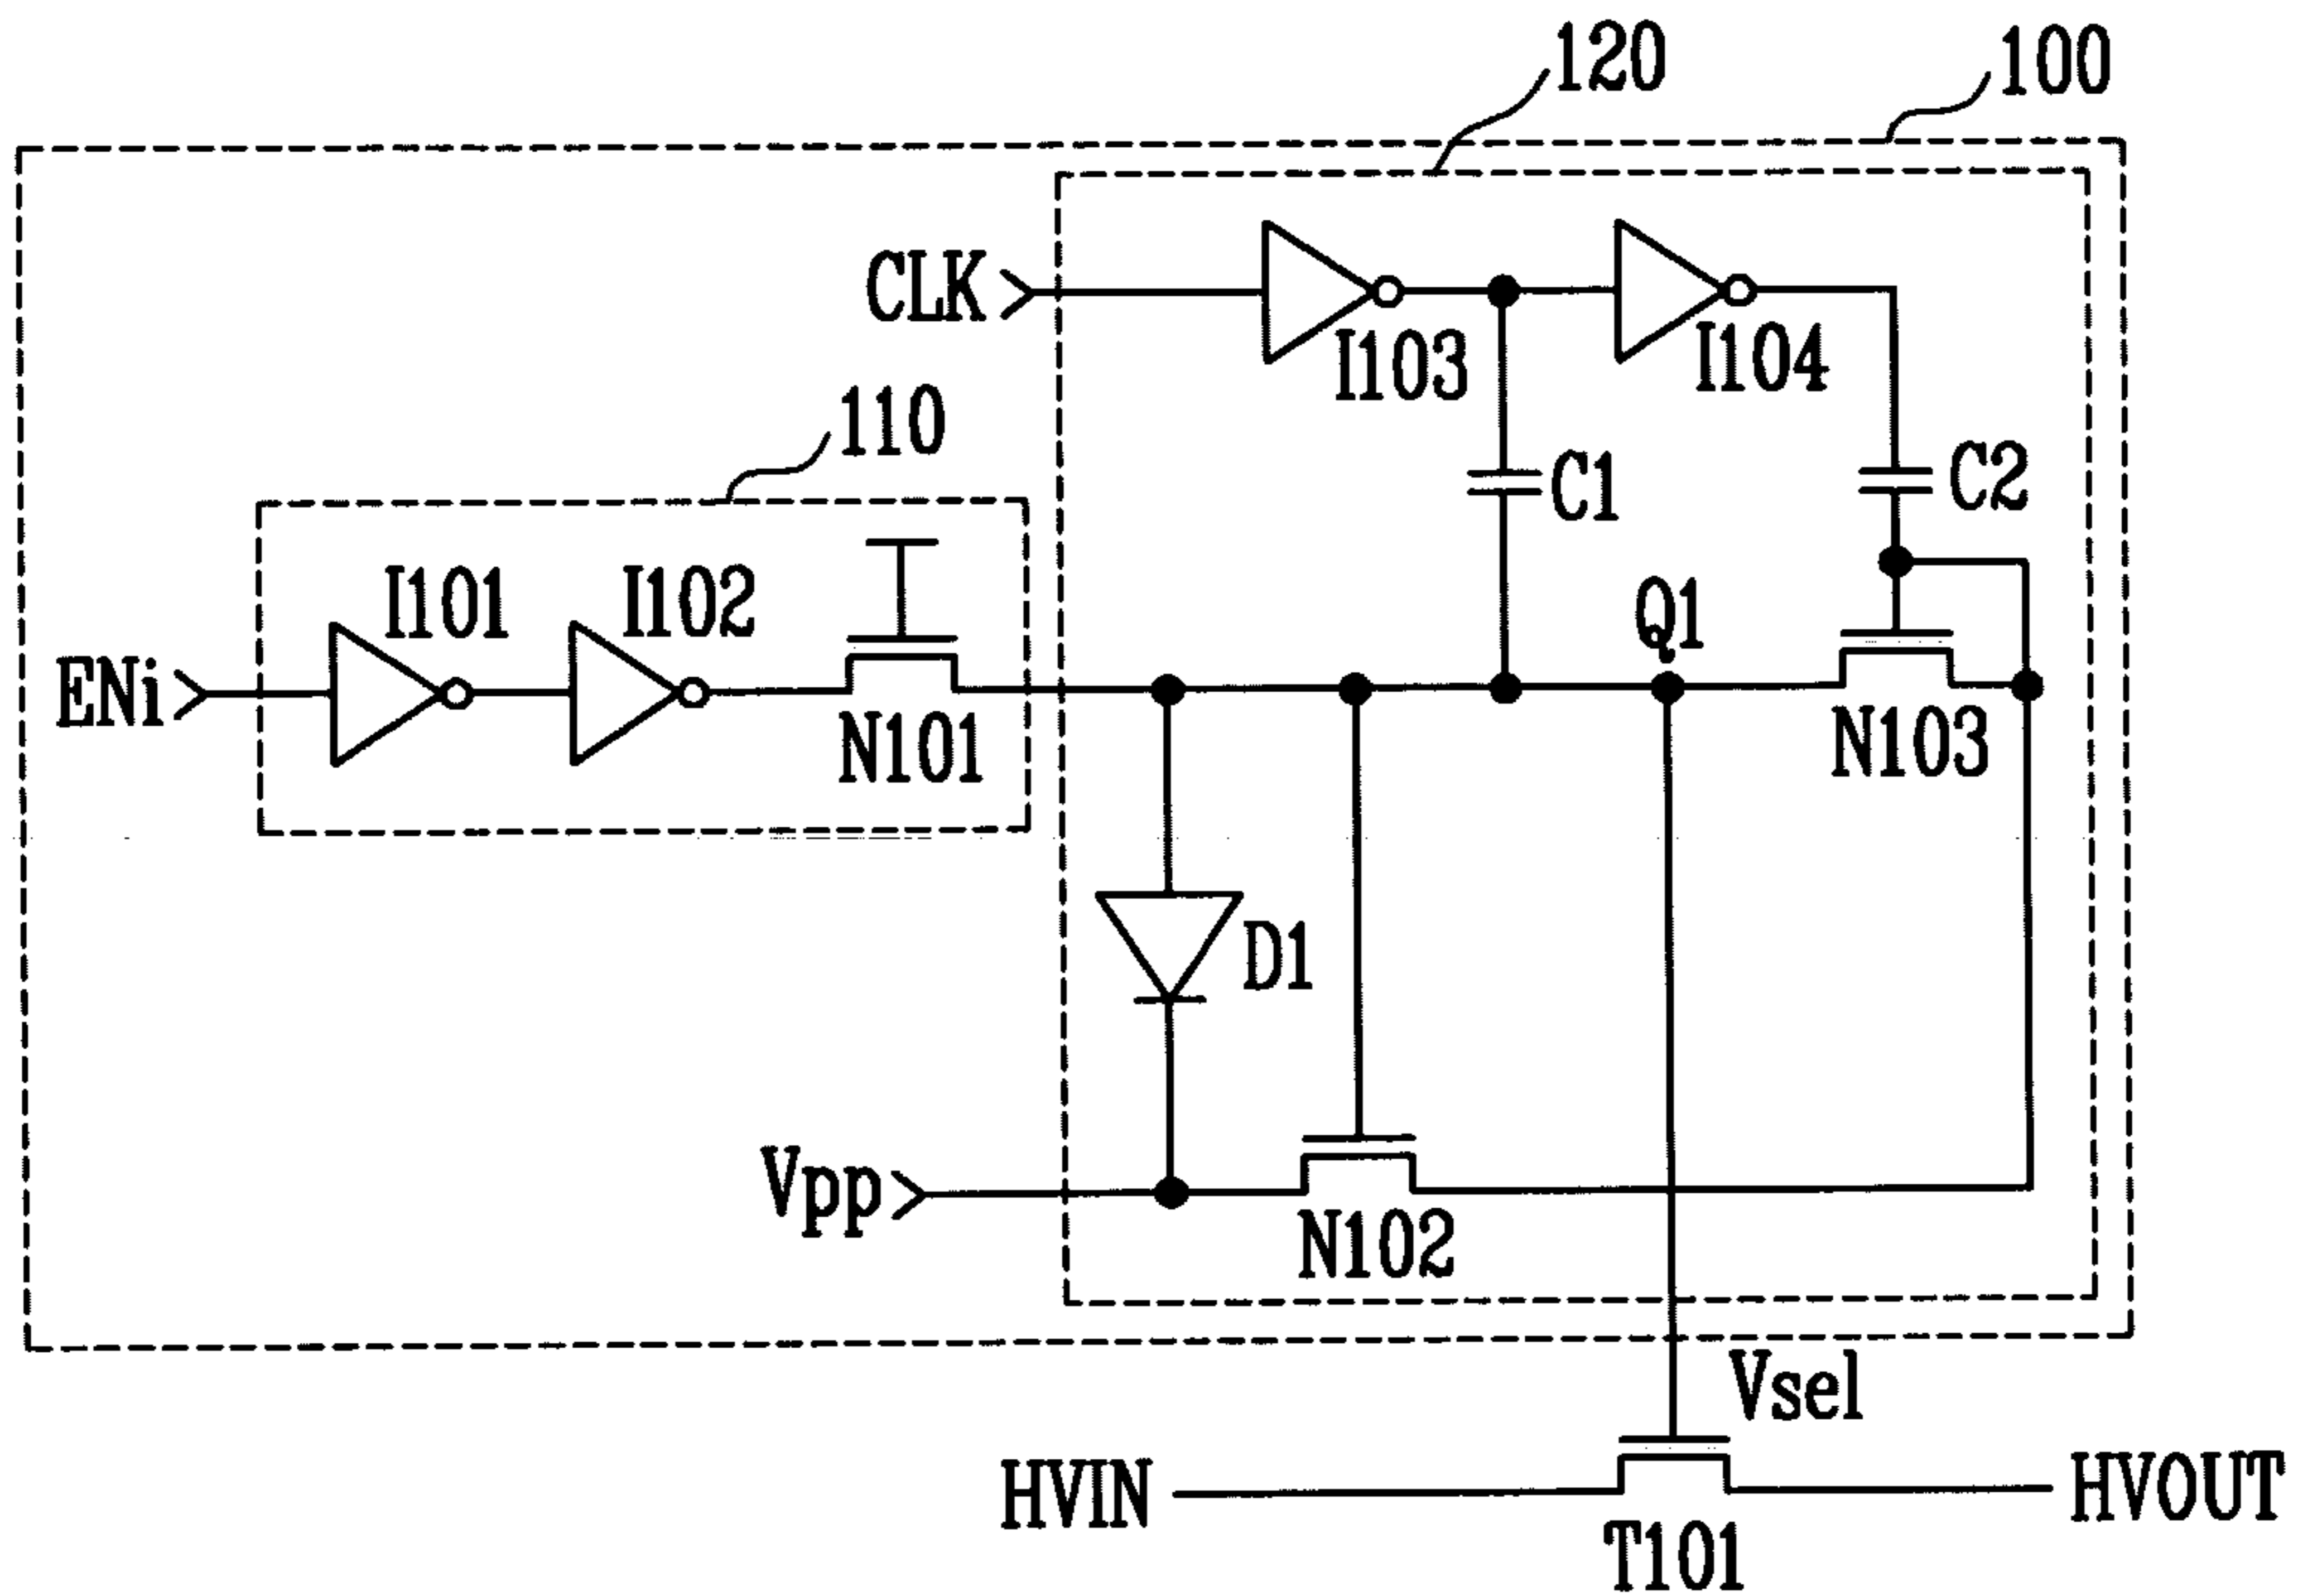 120
100
CLK
I103
I104
110
C1
C2
I101
I102
Q1
ENi
N101
N103
D1
Vpp
N102
Vsel
HVIN
HVOUT
T101